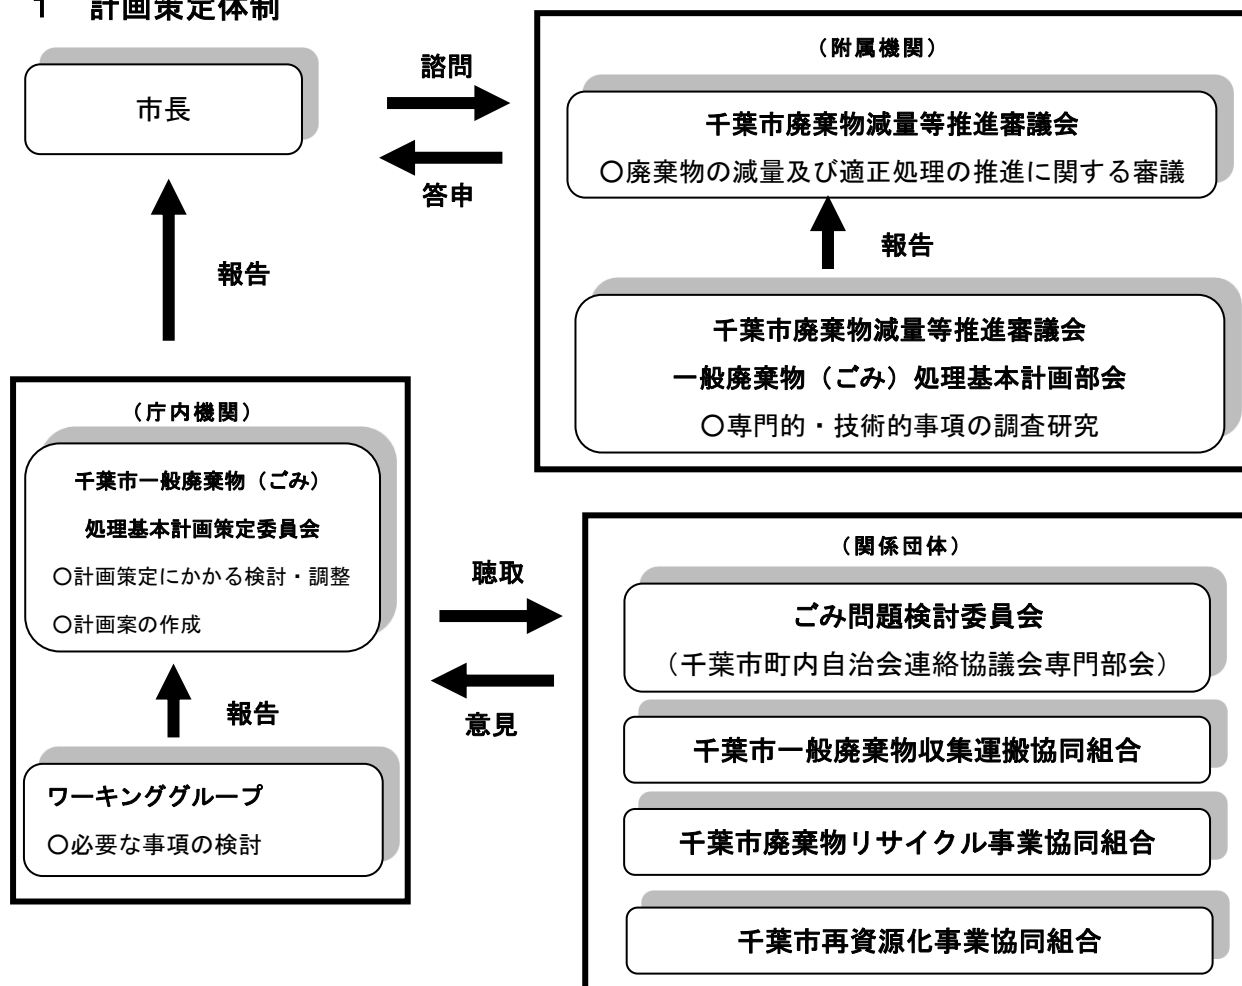 1 計画策定体制
市長
諮問
答申
報告
（附属機関）
千葉市廃棄物減量等推進審議会
〇廃棄物の減量及び適正処理の推進に関する審議
報告
千葉市廃棄物減量等推進審議会
一般廃棄物（ごみ）処理基本計画部会
〇専門的・技術的事項の調査研究
（庁内機関）
千葉市一般廃棄物（ごみ）
処理基本計画策定委員会
〇計画策定にかかる検討・調整
〇計画案の作成
報告
ワーキンググループ
〇必要な事項の検討
聴取
意見
（関係団体）
ごみ問題検討委員会
（千葉市町内自治会連絡協議会専門部会）
千葉市一般廃棄物収集運搬協同組合
千葉市廃棄物リサイクル事業協同組合
千葉市再資源化事業協同組合